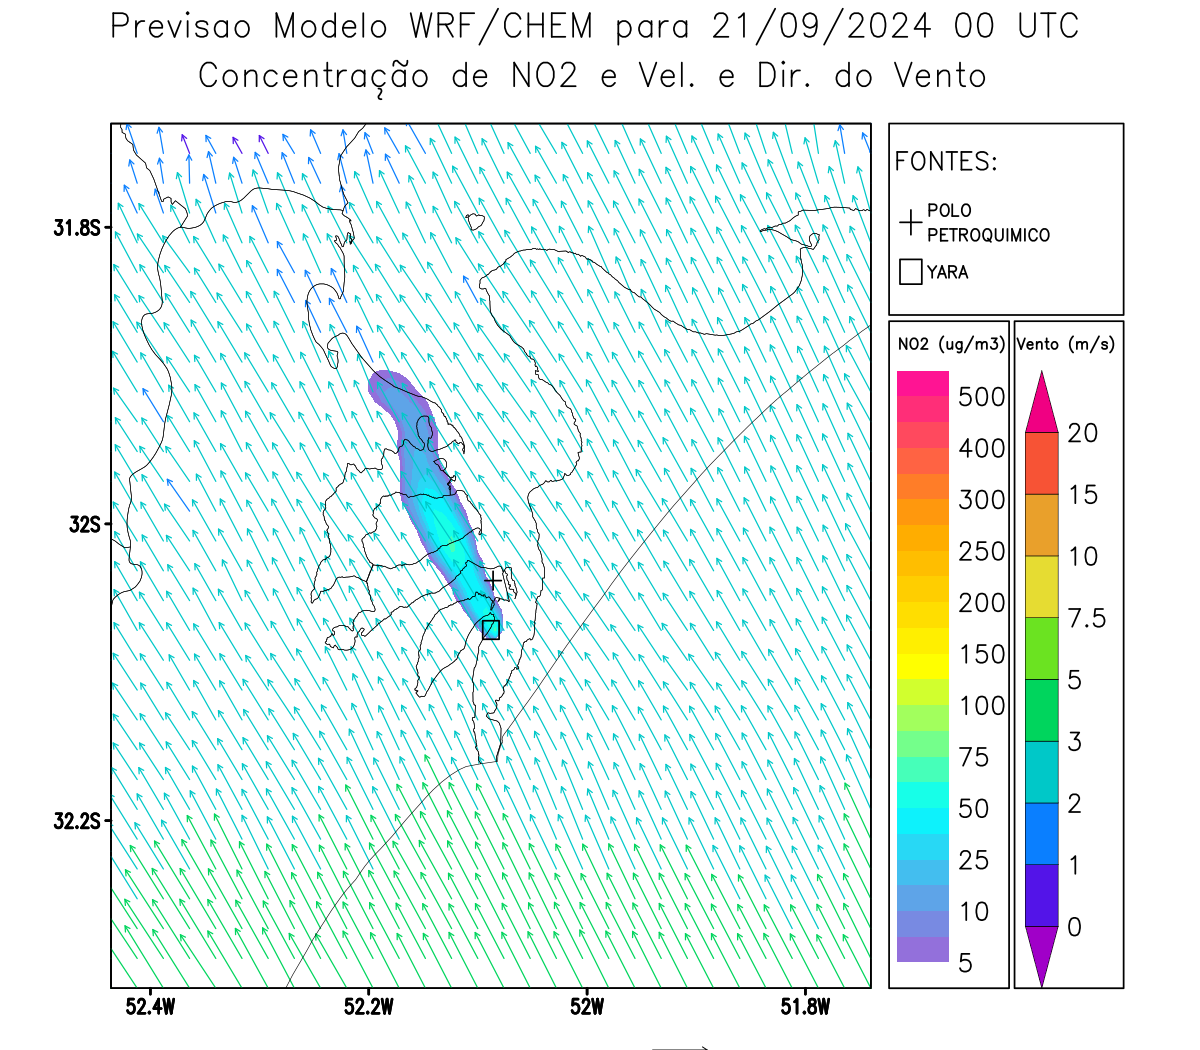 Previsao Modelo WRF/CHEM para 21/09/2024 00 UTC
Concentração de NO2 e Vel. e Dir. do Vento
FONTES:
POLO
PETROQUIMICO
YARA
NO2 (ug/m3)
500
400
300
250
200
150
100
75
50
25
10
5
Vento (m/s)
20
15
10
7.5
5
3
2
1
0
31.8S
32S
32.2S
52.4W
52.2W
52W
51.8W